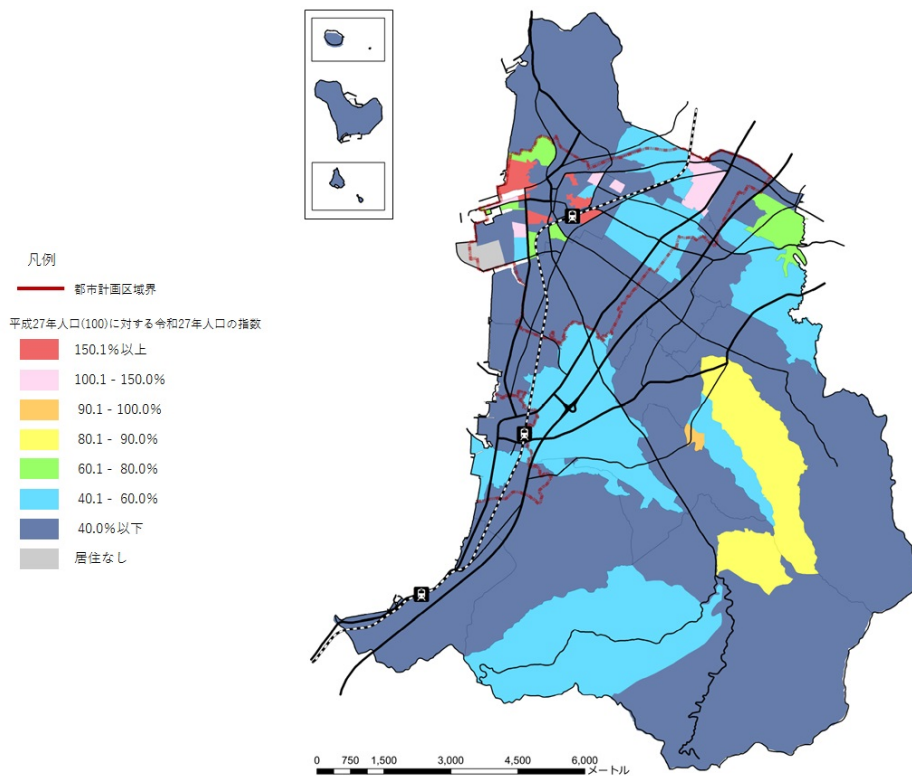 凡例
都市計画区域界
平成27年人口(100)に対する令和27年人口の指数
150.1%以上
100.1 - 150.0%
90.1 - 100.0%
80.1 - 90.0%
60.1 - 80.0%
40.1 - 60.0%
40.0%以下
居住なし
0 750 1,500 3,000 4,500 6,000
メートル